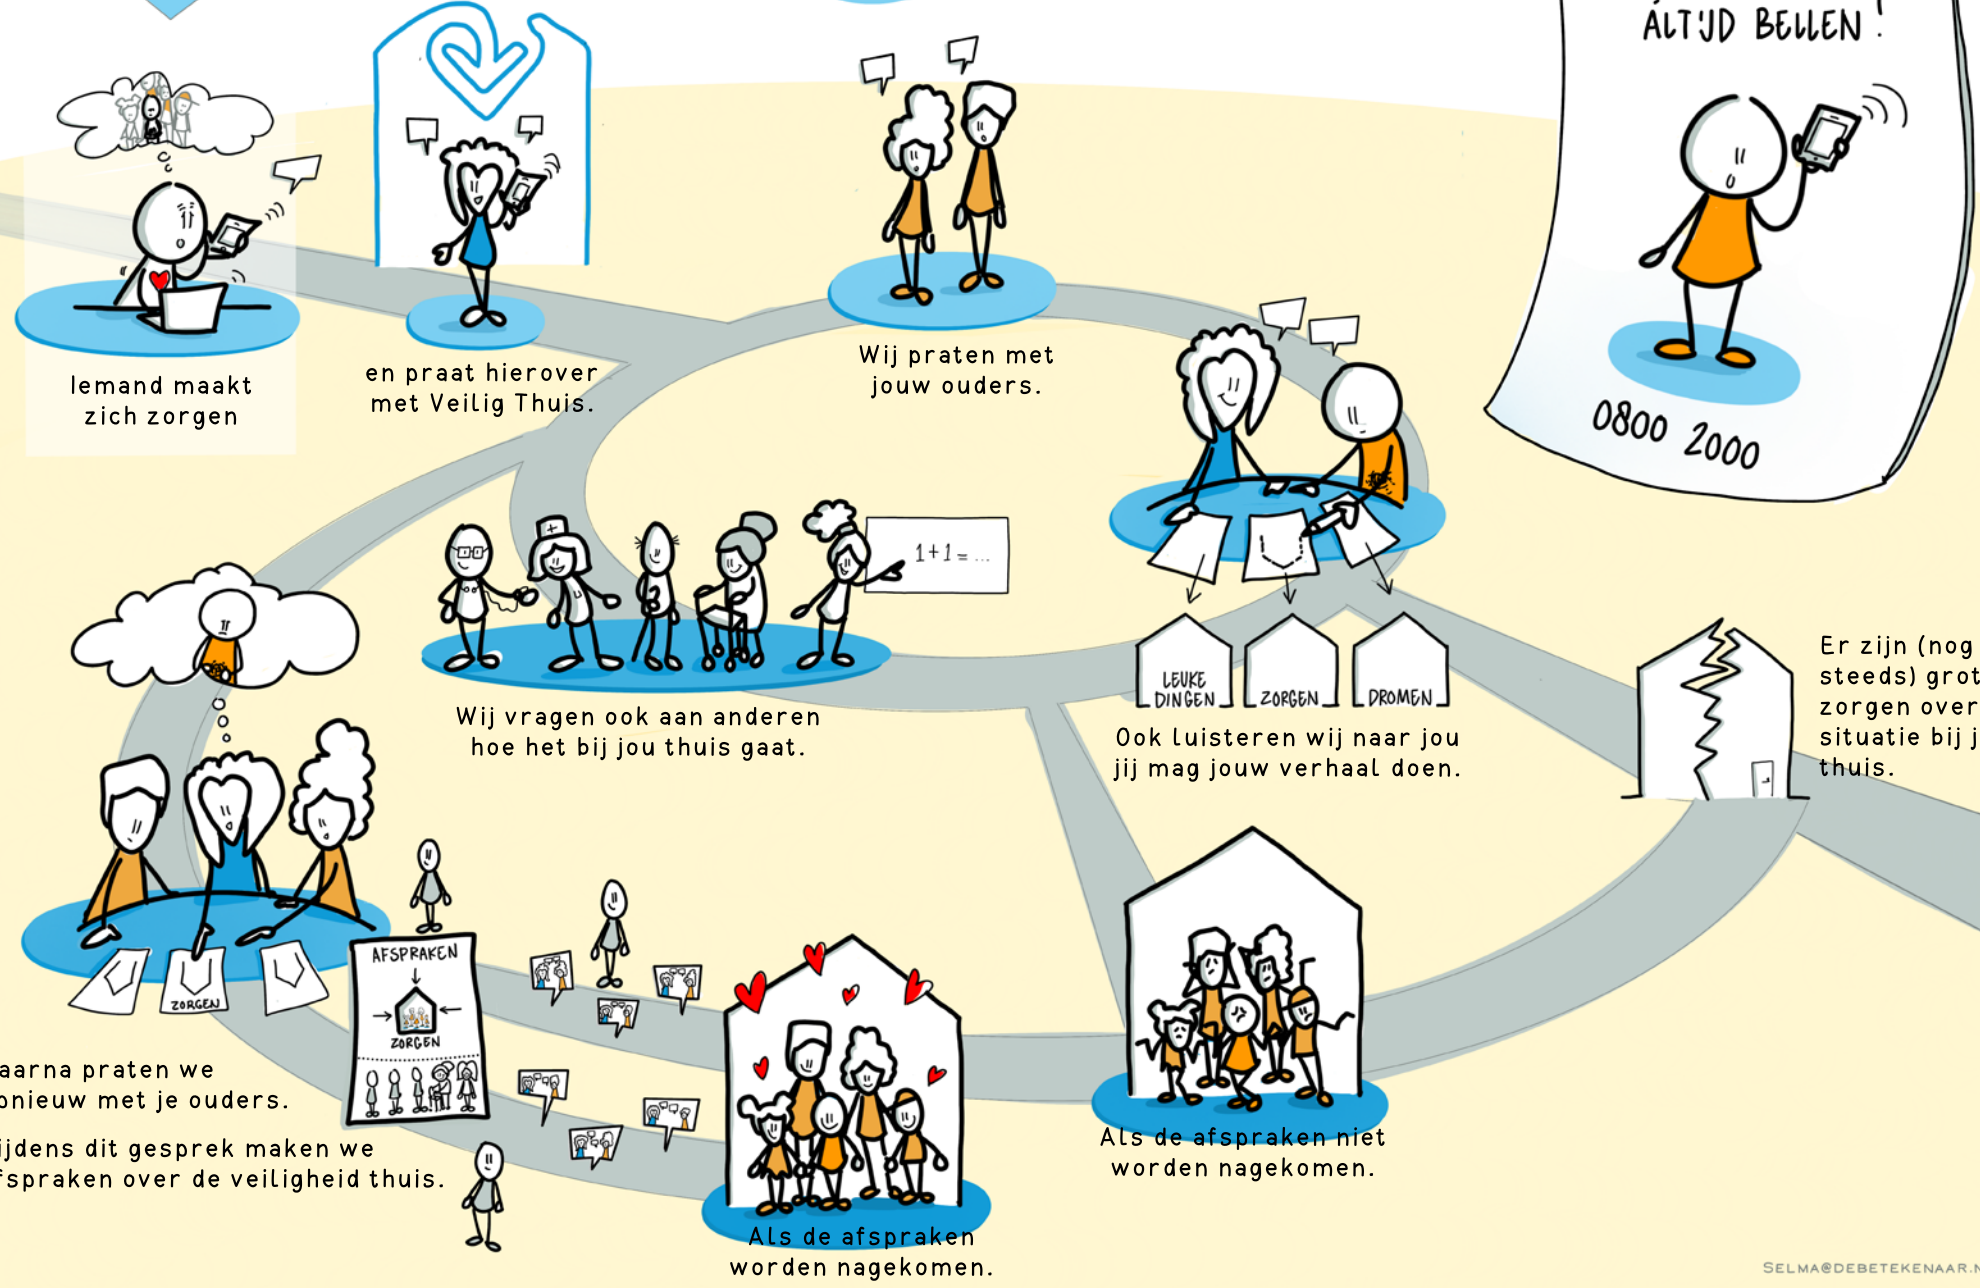 ALTIJD BELLEN!
0800 2000
Iemand maakt
zich zorgen
en praat hierover
met Veilig Thuis.
Wij praten met
jouw ouders.
1+1=...
Wij vragen ook aan anderen
hoe het bij jou thuis gaat.
LEUKE
DINGEN
ZORGEN
DROMEN
Ook luisteren wij naar jou
jij mag jouw verhaal doen.
Er zijn (nog
steeds) grot
zorgen over
situatie bij j
thuis.
ZORGEN
AFSPRAKEN
ZORGEN
aarna praten we
onieuw met je ouders.
ijdens dit gesprek maken we
fspraken over de veiligheid thuis.
Als de afspraken
worden nagekomen.
Als de afspraken niet
worden nagekomen.
SELMA@DEBETEKENAAR.N